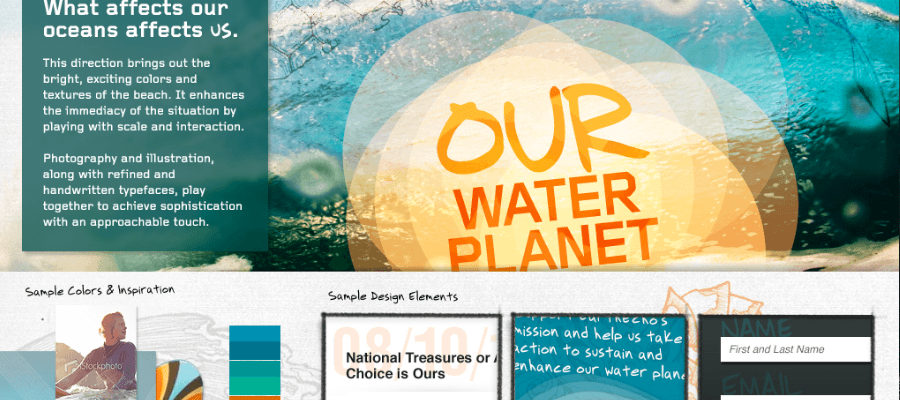 What affects our
oceans affects us.
This direction brings out the
bright, exciting colors and
textures of the beach. It enhances
the immediacy of the situation by
playing with scale and interaction.
Photography and illustration,
along with refined and
handwritten typefaces, play
together to achieve sophistication
with an approachable touch.
OUR
WATER
PLANET
Sample Colors & Inspiration
iStockphoto
Sample Design Elements
08/10/1
National Treasures or A
Choice is Ours
mission and help us take
action to sustain and
enhance our water plane
NAME
First and Last Name
EMAIL